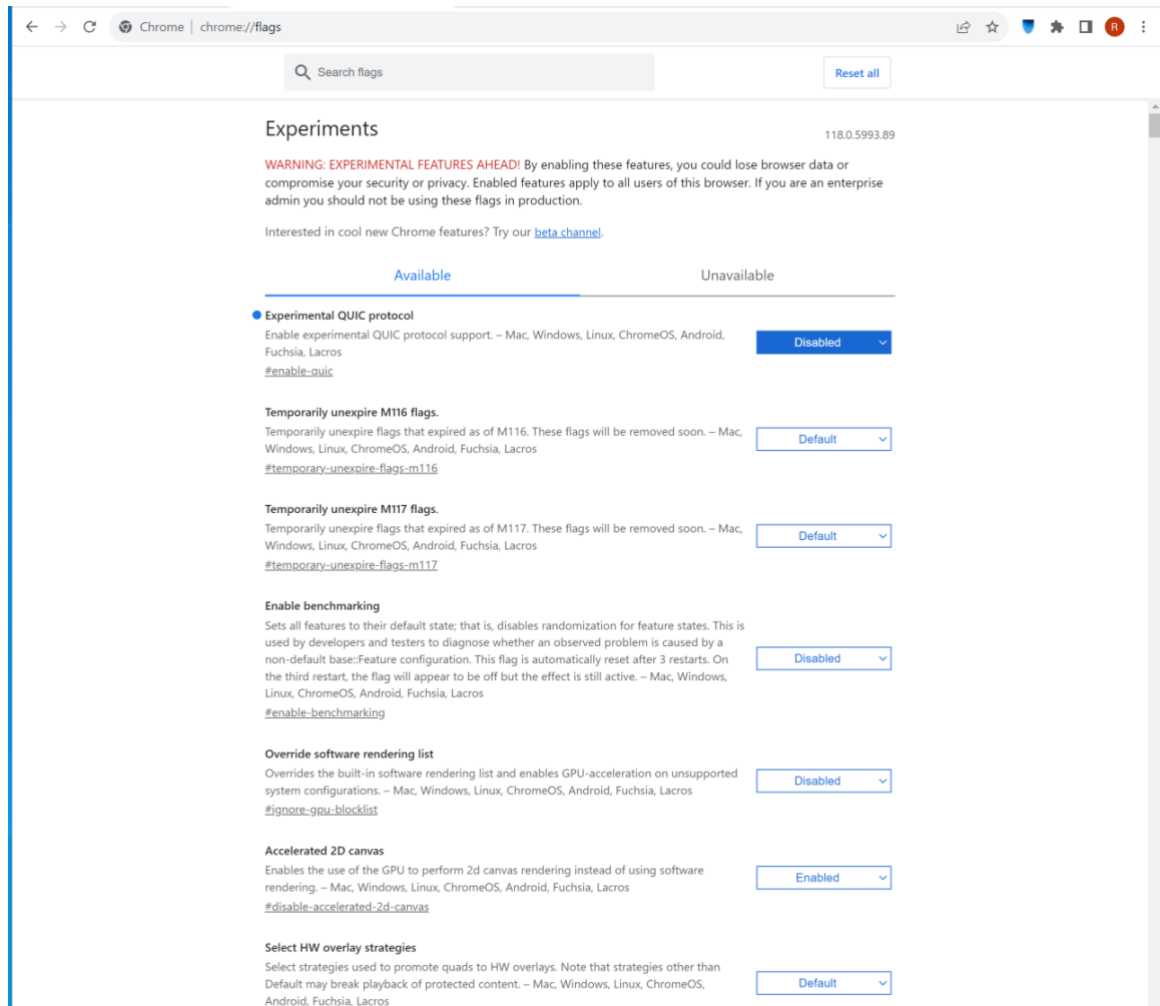 Chrome | chrome://flags
R
Search flags
Reset all
Experiments
118.0.5993.89
WARNING: EXPERIMENTAL FEATURES AHEAD! By enabling these features, you could lose browser data or
compromise your security or privacy. Enabled features apply to all users of this browser. If you are an enterprise
admin you should not be using these flags in production.
Interested in cool new Chrome features? Try our beta channel.
Available
Unavailable
Experimental QUIC protocol
Enable experimental QUIC protocol support. – Mac, Windows, Linux, ChromeOS, Android,
Fuchsia, Lacros
#enable-quic
Disabled
Temporarily unexpire M116 flags.
Temporarily unexpire flags that expired as of M116. These flags will be removed soon. – Mac,
Windows, Linux, ChromeOS, Android, Fuchsia, Lacros
#temporary-unexpire-flags-m116
Default
Temporarily unexpire M117 flags.
Temporarily unexpire flags that expired as of M117. These flags will be removed soon. – Mac,
Windows, Linux, ChromeOS, Android, Fuchsia, Lacros
#temporary-unexpire-flags-m117
Default
Enable benchmarking
Sets all features to their default state; that is, disables randomization for feature states. This is
used by developers and testers to diagnose whether an observed problem is caused by a
non-default base::Feature configuration. This flag is automatically reset after 3 restarts. On
the third restart, the flag will appear to be off but the effect is still active. – Mac, Windows,
Linux, ChromeOS, Android, Fuchsia, Lacros
#enable-benchmarking
Disabled
Override software rendering list
Overrides the built-in software rendering list and enables GPU-acceleration on unsupported
system configurations. – Mac, Windows, Linux, ChromeOS, Android, Fuchsia, Lacros
#ignore-gpu-blocklist
Disabled
Accelerated 2D canvas
Enables the use of the GPU to perform 2d canvas rendering instead of using software
rendering. – Mac, Windows, Linux, ChromeOS, Android, Fuchsia, Lacros
#disable-accelerated-2d-canvas
Enabled
Select HW overlay strategies
Select strategies used to promote quads to HW overlays. Note that strategies other than
Default may break playback of protected content. – Mac, Windows, Linux, ChromeOS,
Android, Fuchsia, Lacros
Default